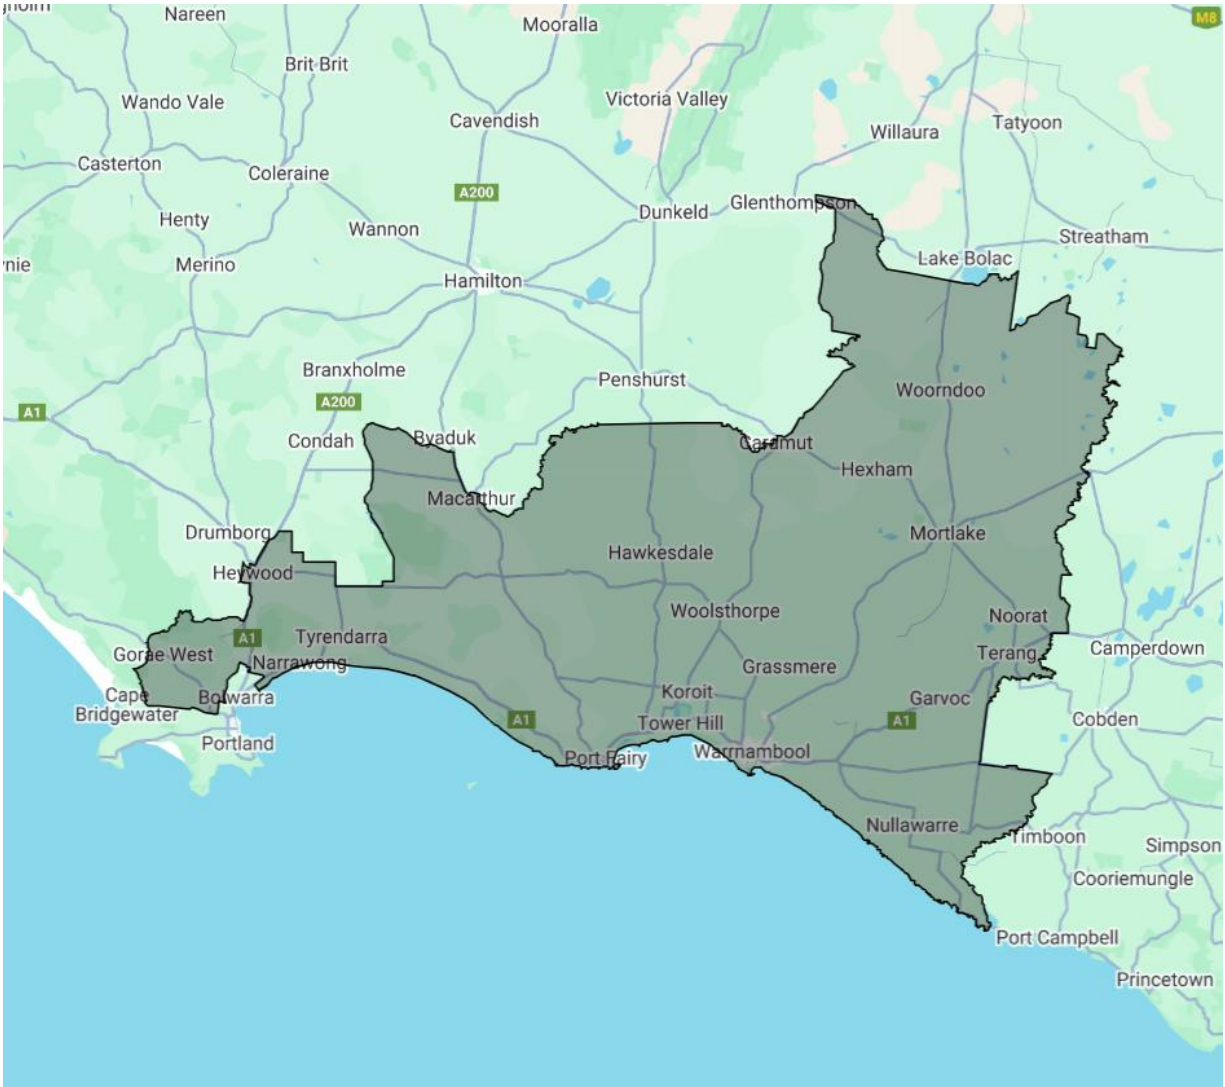 Nareen
Mooralla
M8
Brit Brit
Victoria Valley
Wando Vale
Cavendish
Willaura
Tatyoon
Casterton
Coleraine
A200
Henty
Wannon
Dunkeld
Glenthompson
Streatham
Merino
Lake Bolac
Hamilton
Branxholme
Penshurst
Woorndoo
A1
A200
Condah
Byaduk
Caramut
Hexham
Macarthur
Drumborg
Hawkesdale
Mortlake
Heywood
Woolsthorpe
Noorat
A1
Tyrendarra
Gorae West
Narrawong
Grassmere
Terang
Camperdown
Cape
Bridgewater
Bolwarra
Koroit
Garvoc
A1
Tower Hill
A1
Cobden
Portland
Port Fairy
Warrnambool
Nullawarre
Timboon
Simpson
Cooriemungle
Port Campbell
Princetown